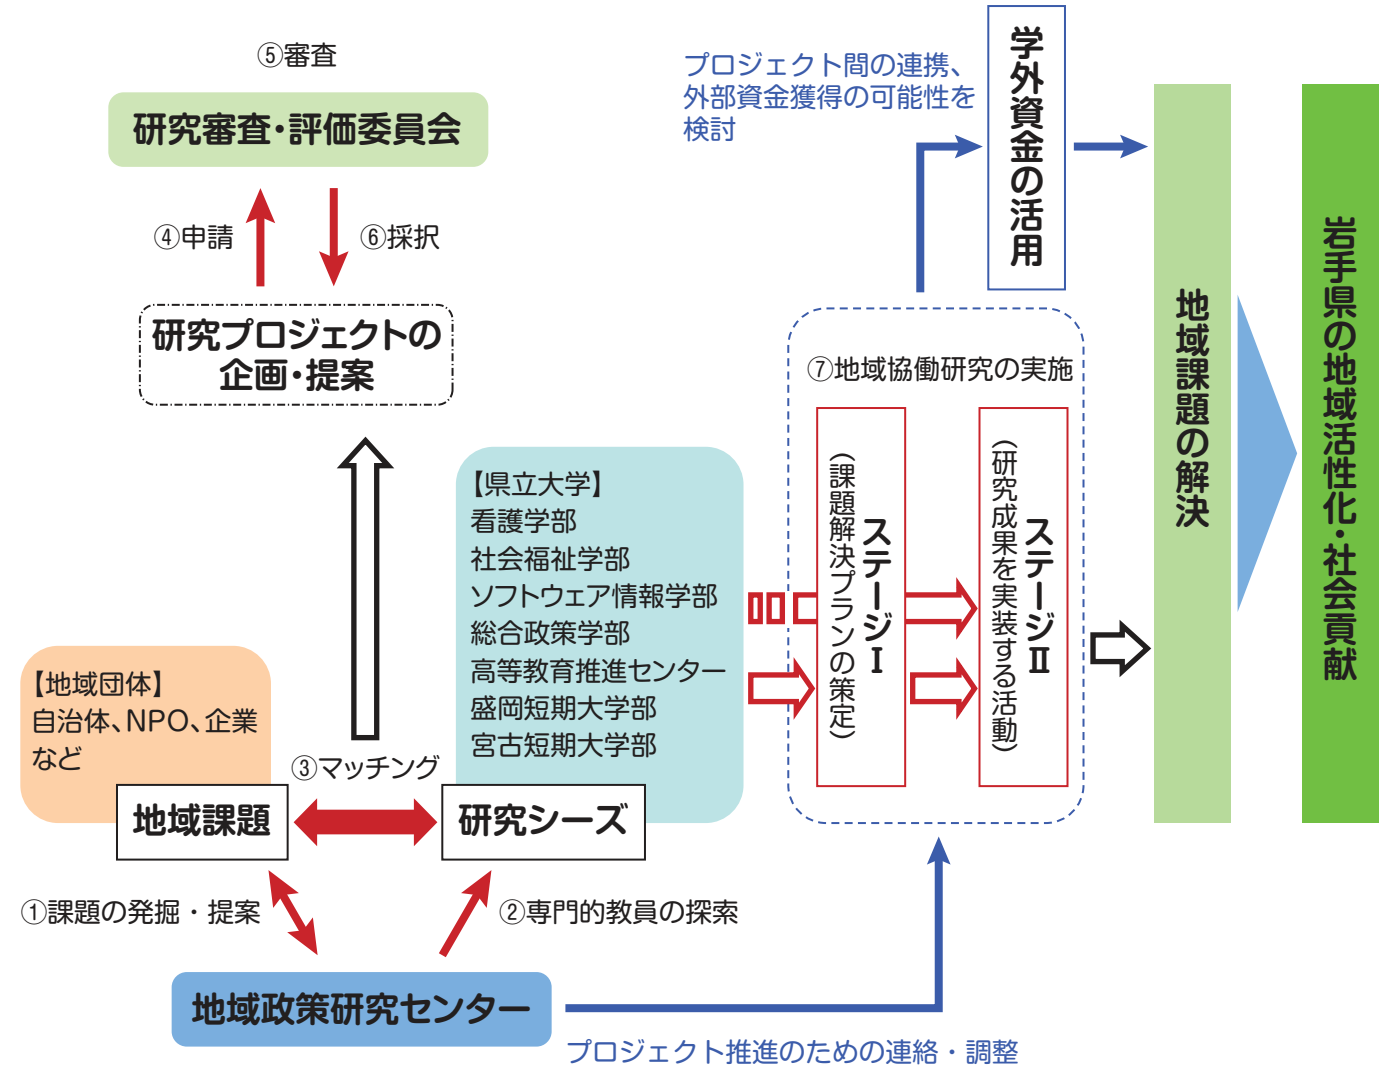 ⑤審査
研究審査・評価委員会
④申請
⑥採択
研究プロジェクトの
企画・提案
【県立大学】
看護学部
社会福祉学部
ソフトウェア情報学部
総合政策学部
高等教育推進センター
盛岡短期大学部
宮古短期大学部
【地域団体】
自治体、NPO、企業
など
③マッチング
地域課題
研究シーズ
①課題の発掘・提案
②専門的教員の探索
地域政策研究センター
プロジェクト推進のための連絡・調整
プロジェクト間の連携、
外部資金獲得の可能性を
検討
学外資金の活用
⑦地域協働研究の実施
ステージⅠ
（課題解決プランの策定）
ステージⅡ
（研究成果を実装する活動）
地域課題の解決
岩手県の地域活性化・社会貢献